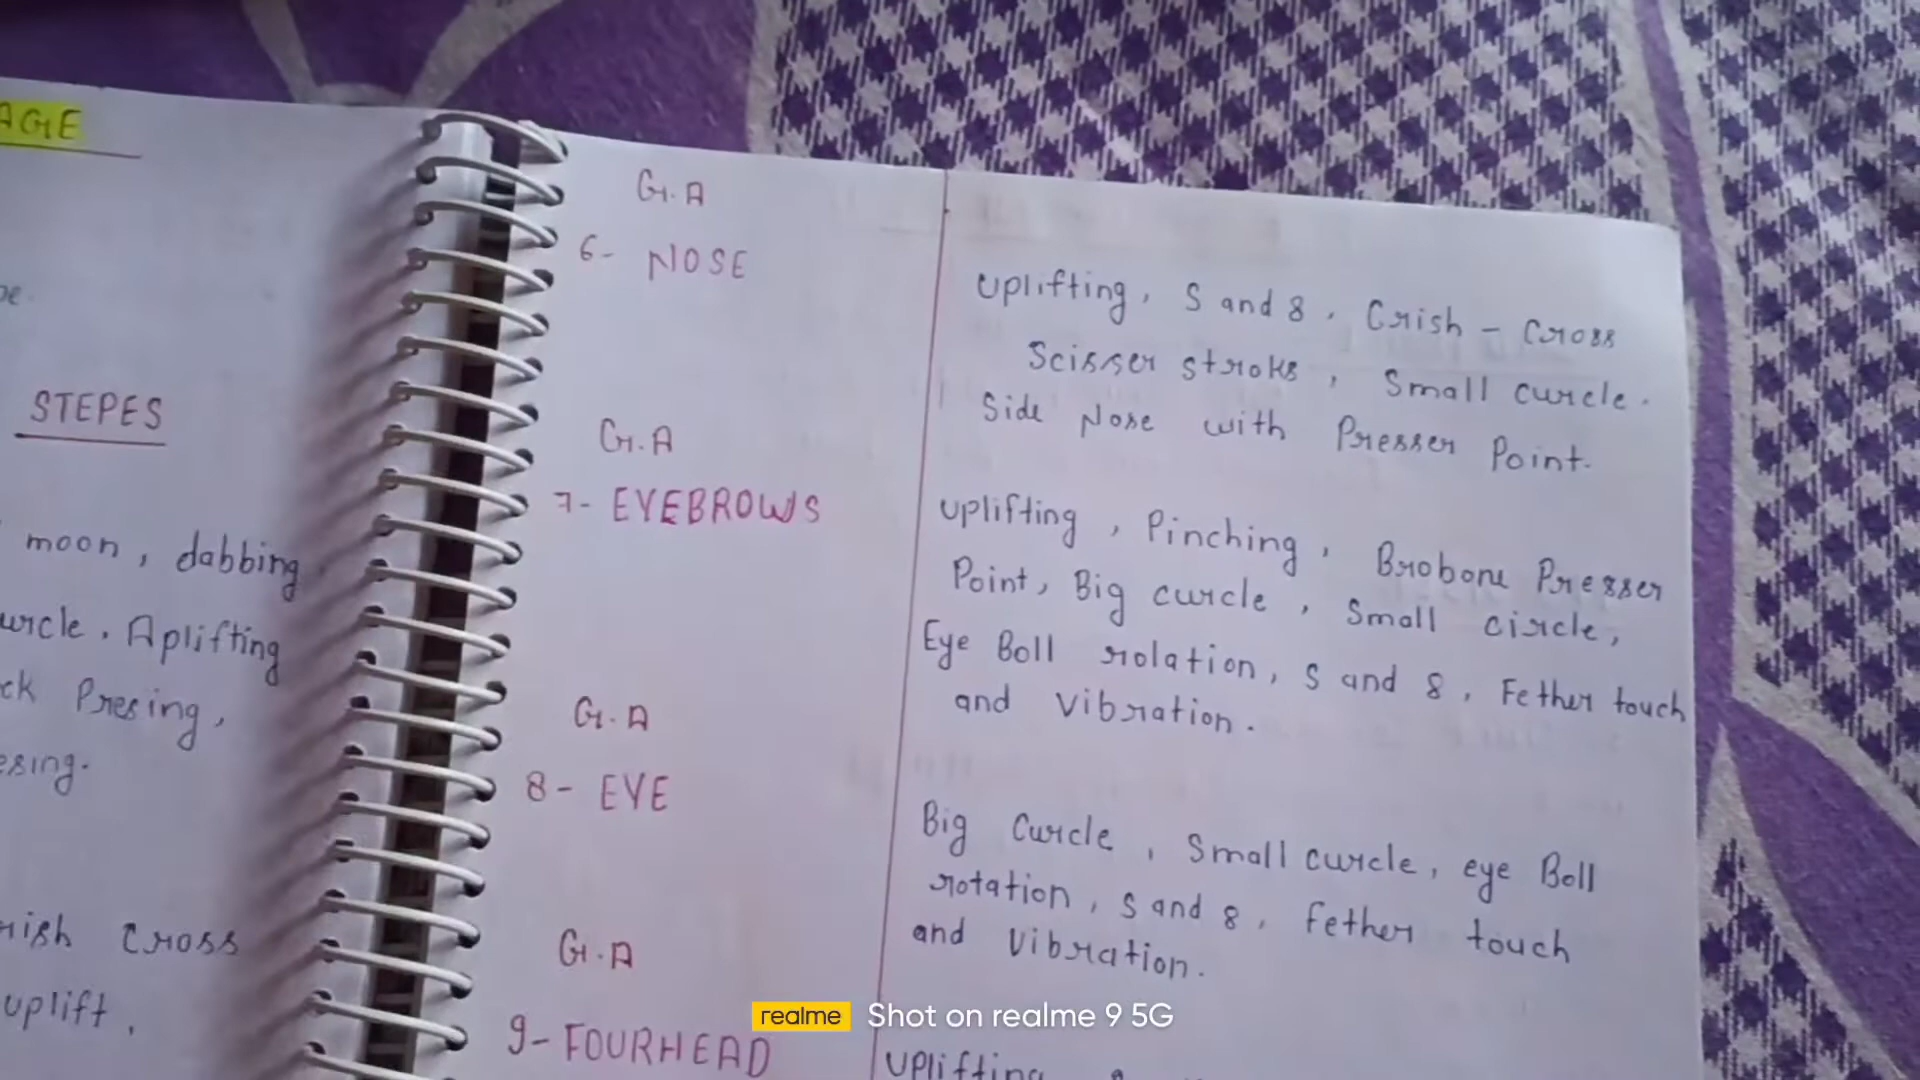 AGE
STEPES
moon, dabbing
urcle. Aplifting
ck Presing,
esing.
rish Cross
uplift,
G.A
6- NOSE
Uplifting, S and 8, Crish - Cross
Scisser stroks, Small curcle.
Side Nose with Presser Point.
G.A
7- EYEBROWS
Uplifting, Pinching, Brobone Presser
Point, Big curcle, Small circle,
Eye Boll rolation, S and 8, Fether touch
and Vibration.
G.A
8- EYE
Big Curcle, Small curcle, eye Boll
rotation, S and 8, Fether touch
and Vibration.
G.A
9- FOURHEAD
Uplifting
realme Shot on realme 9 5G